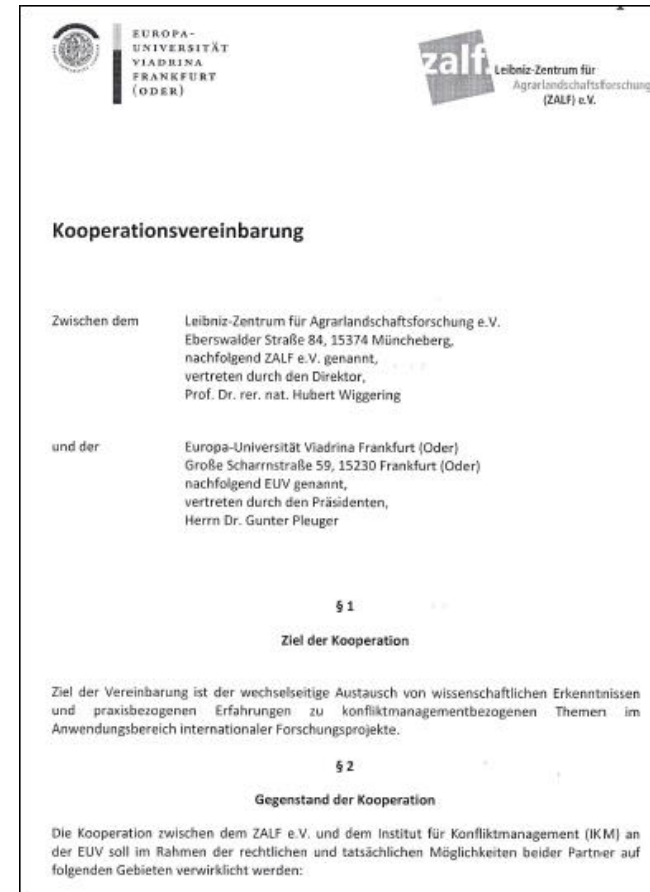 EUROPA-
UNIVERSITÄT
VIADRINA
FRANKFURT
(ODER)
zalf
Leibniz-Zentrum für
Agrarlandschaftsforschung
(ZALF) e.V.
Kooperationsvereinbarung
Zwischen dem Leibniz-Zentrum für Agrarlandschaftsforschung e.V.
Eberswalder Straße 84, 15374 Müncheberg,
nachfolgend ZALF e.V. genannt,
vertreten durch den Direktor,
Prof. Dr. rer. nat. Hubert Wiggering
und der Europa-Universität Viadrina Frankfurt (Oder)
Große Scharrnstraße 59, 15230 Frankfurt (Oder)
nachfolgend EUV genannt,
vertreten durch den Präsidenten,
Herrn Dr. Gunter Pleuger
§ 1
Ziel der Kooperation
Ziel der Vereinbarung ist der wechselseitige Austausch von wissenschaftlichen Erkenntnissen
und praxisbezogenen Erfahrungen zu konfliktmanagementbezogenen Themen im
Anwendungsbereich internationaler Forschungsprojekte.
§ 2
Gegenstand der Kooperation
Die Kooperation zwischen dem ZALF e.V. und dem Institut für Konfliktmanagement (IKM) an
der EUV soll im Rahmen der rechtlichen und tatsächlichen Möglichkeiten beider Partner auf
folgenden Gebieten verwirklicht werden: